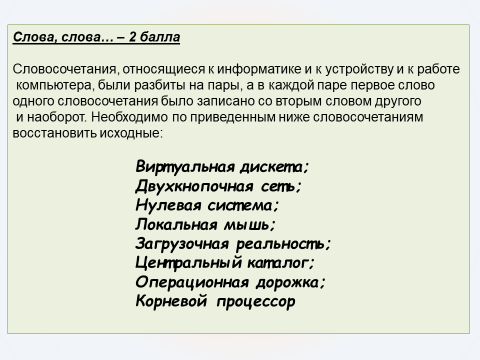 Слова, слова… – 2 балла
Словосочетания, относящиеся к информатике и к устройству и к работе
компьютера, были разбиты на пары, а в каждой паре первое слово
одного словосочетания было записано со вторым словом другого
и наоборот. Необходимо по приведенным ниже словосочетаниям
восстановить исходные:
Виртуальная дискета;
Двухкнопочная сеть;
Нулевая система;
Локальная мышь;
Загрузочная реальность;
Центральный каталог;
Операционная дорожка;
Корневой процессор